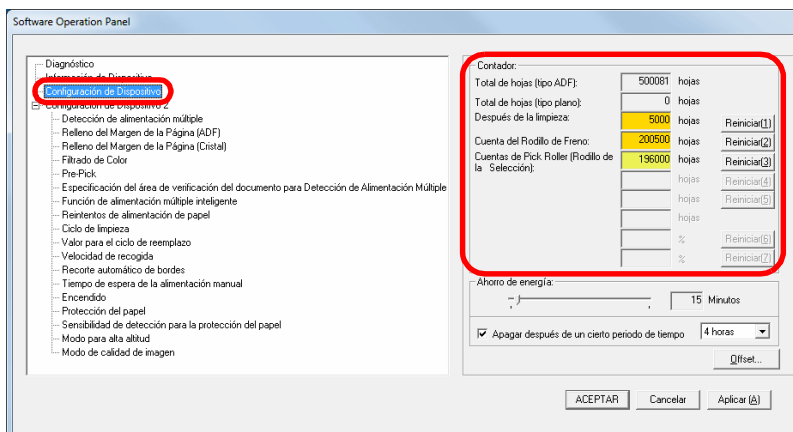 Software Operation Panel
Diagnóstico
Información de Dispositivo
Configuración de Dispositivo
Configuración de Dispositivo 2
Detección de alimentación múltiple
Relleno del Margen de la Página (ADF)
Relleno del Margen de la Página (Cristal)
Filtrado de Color
Pre-Pick
Especificación del área de verificación del documento para Detección de Alimentación Múltiple
Función de alimentación múltiple inteligente
Reintentos de alimentación de papel
Ciclo de limpieza
Valor para el ciclo de reemplazo
Velocidad de recogida
Recorte automático de bordes
Tiempo de espera de la alimentación manual
Encendido
Protección del papel
Sensibilidad de detección para la protección del papel
Modo para alta altitud
Modo de calidad de imagen
Contador:
Total de hojas (tipo ADF): 500081 hojas
Total de hojas (tipo plano): 0 hojas
Después de la limpieza: 5000 hojas Reiniciar(1)
Cuenta del Rodillo de Freno: 200500 hojas Reiniciar(2)
Cuentas de Pick Roller (Rodillo de la Selección): 196000 hojas Reiniciar(3)
hojas Reiniciar(4)
hojas Reiniciar(5)
hojas
% Reiniciar(6)
% Reiniciar(7)
Ahorro de energía:
15 Minutos
Apagar después de un cierto periodo de tiempo 4 horas
Offset...
ACEPTAR Cancelar Aplicar (A)